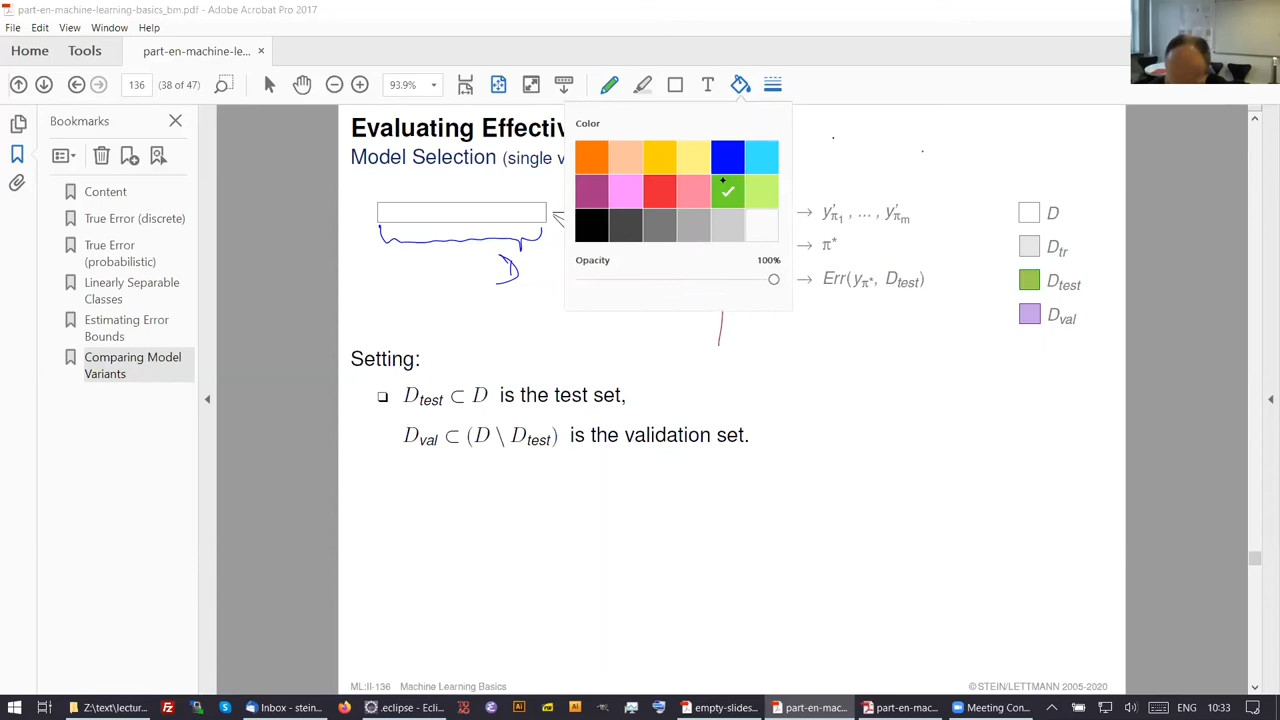 part-en-machine-learning-basics_bm.pdf - Adobe Acrobat Pro 2017
File Edit View Window Help
Home Tools part-en-machine-le... ×
136 (38 of 47) 93.9%
Bookmarks
Content
True Error (discrete)
True Error
(probabilistic)
Linearly Separable
Classes
Estimating Error
Bounds
Comparing Model
Variants
Evaluating Effectiv
Model Selection (single v
Color
Opacity 100%
D
→ y′π1 , ... , y′πm
→ π*
→ Err(yπ*, Dtest)
D
Dtr
Dtest
Dval
Setting:
❑ Dtest ⊂ D is the test set,
Dval ⊂ (D \ Dtest) is the validation set.
ML:II-136 Machine Learning Basics ©STEIN/LETTMANN 2005-2020
Z:\text\lectur... Inbox - stein... eclipse - Ecli... empty-slides... part-en-mac... part-en-mac... Meeting Con... ENG 10:33